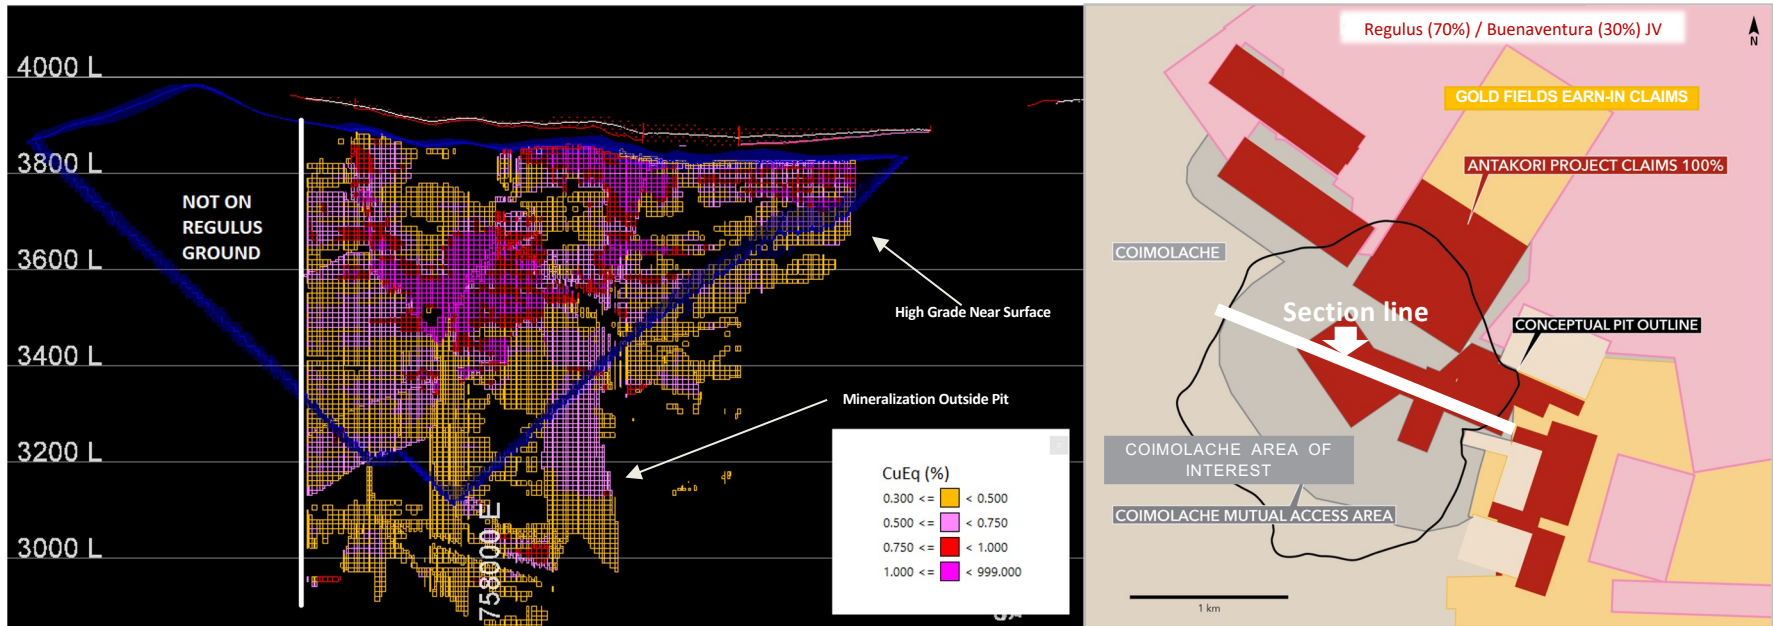 4000 L
3800 L
3600 L
3400 L
3200 L
3000 L
NOT ON
REGULUS
GROUND
High Grade Near Surface
Mineralization Outside Pit
758000 E
CuEq (%)
0.300 <= < 0.500
0.500 <= < 0.750
0.750 <= < 1.000
1.000 <= < 999.000
Regulus (70%) / Buenaventura (30%) JV
N
GOLD FIELDS EARN-IN CLAIMS
ANTAKORI PROJECT CLAIMS 100%
COIMOLACHE
Section line
CONCEPTUAL PIT OUTLINE
COIMOLACHE AREA OF
INTEREST
COIMOLACHE MUTUAL ACCESS AREA
1 km